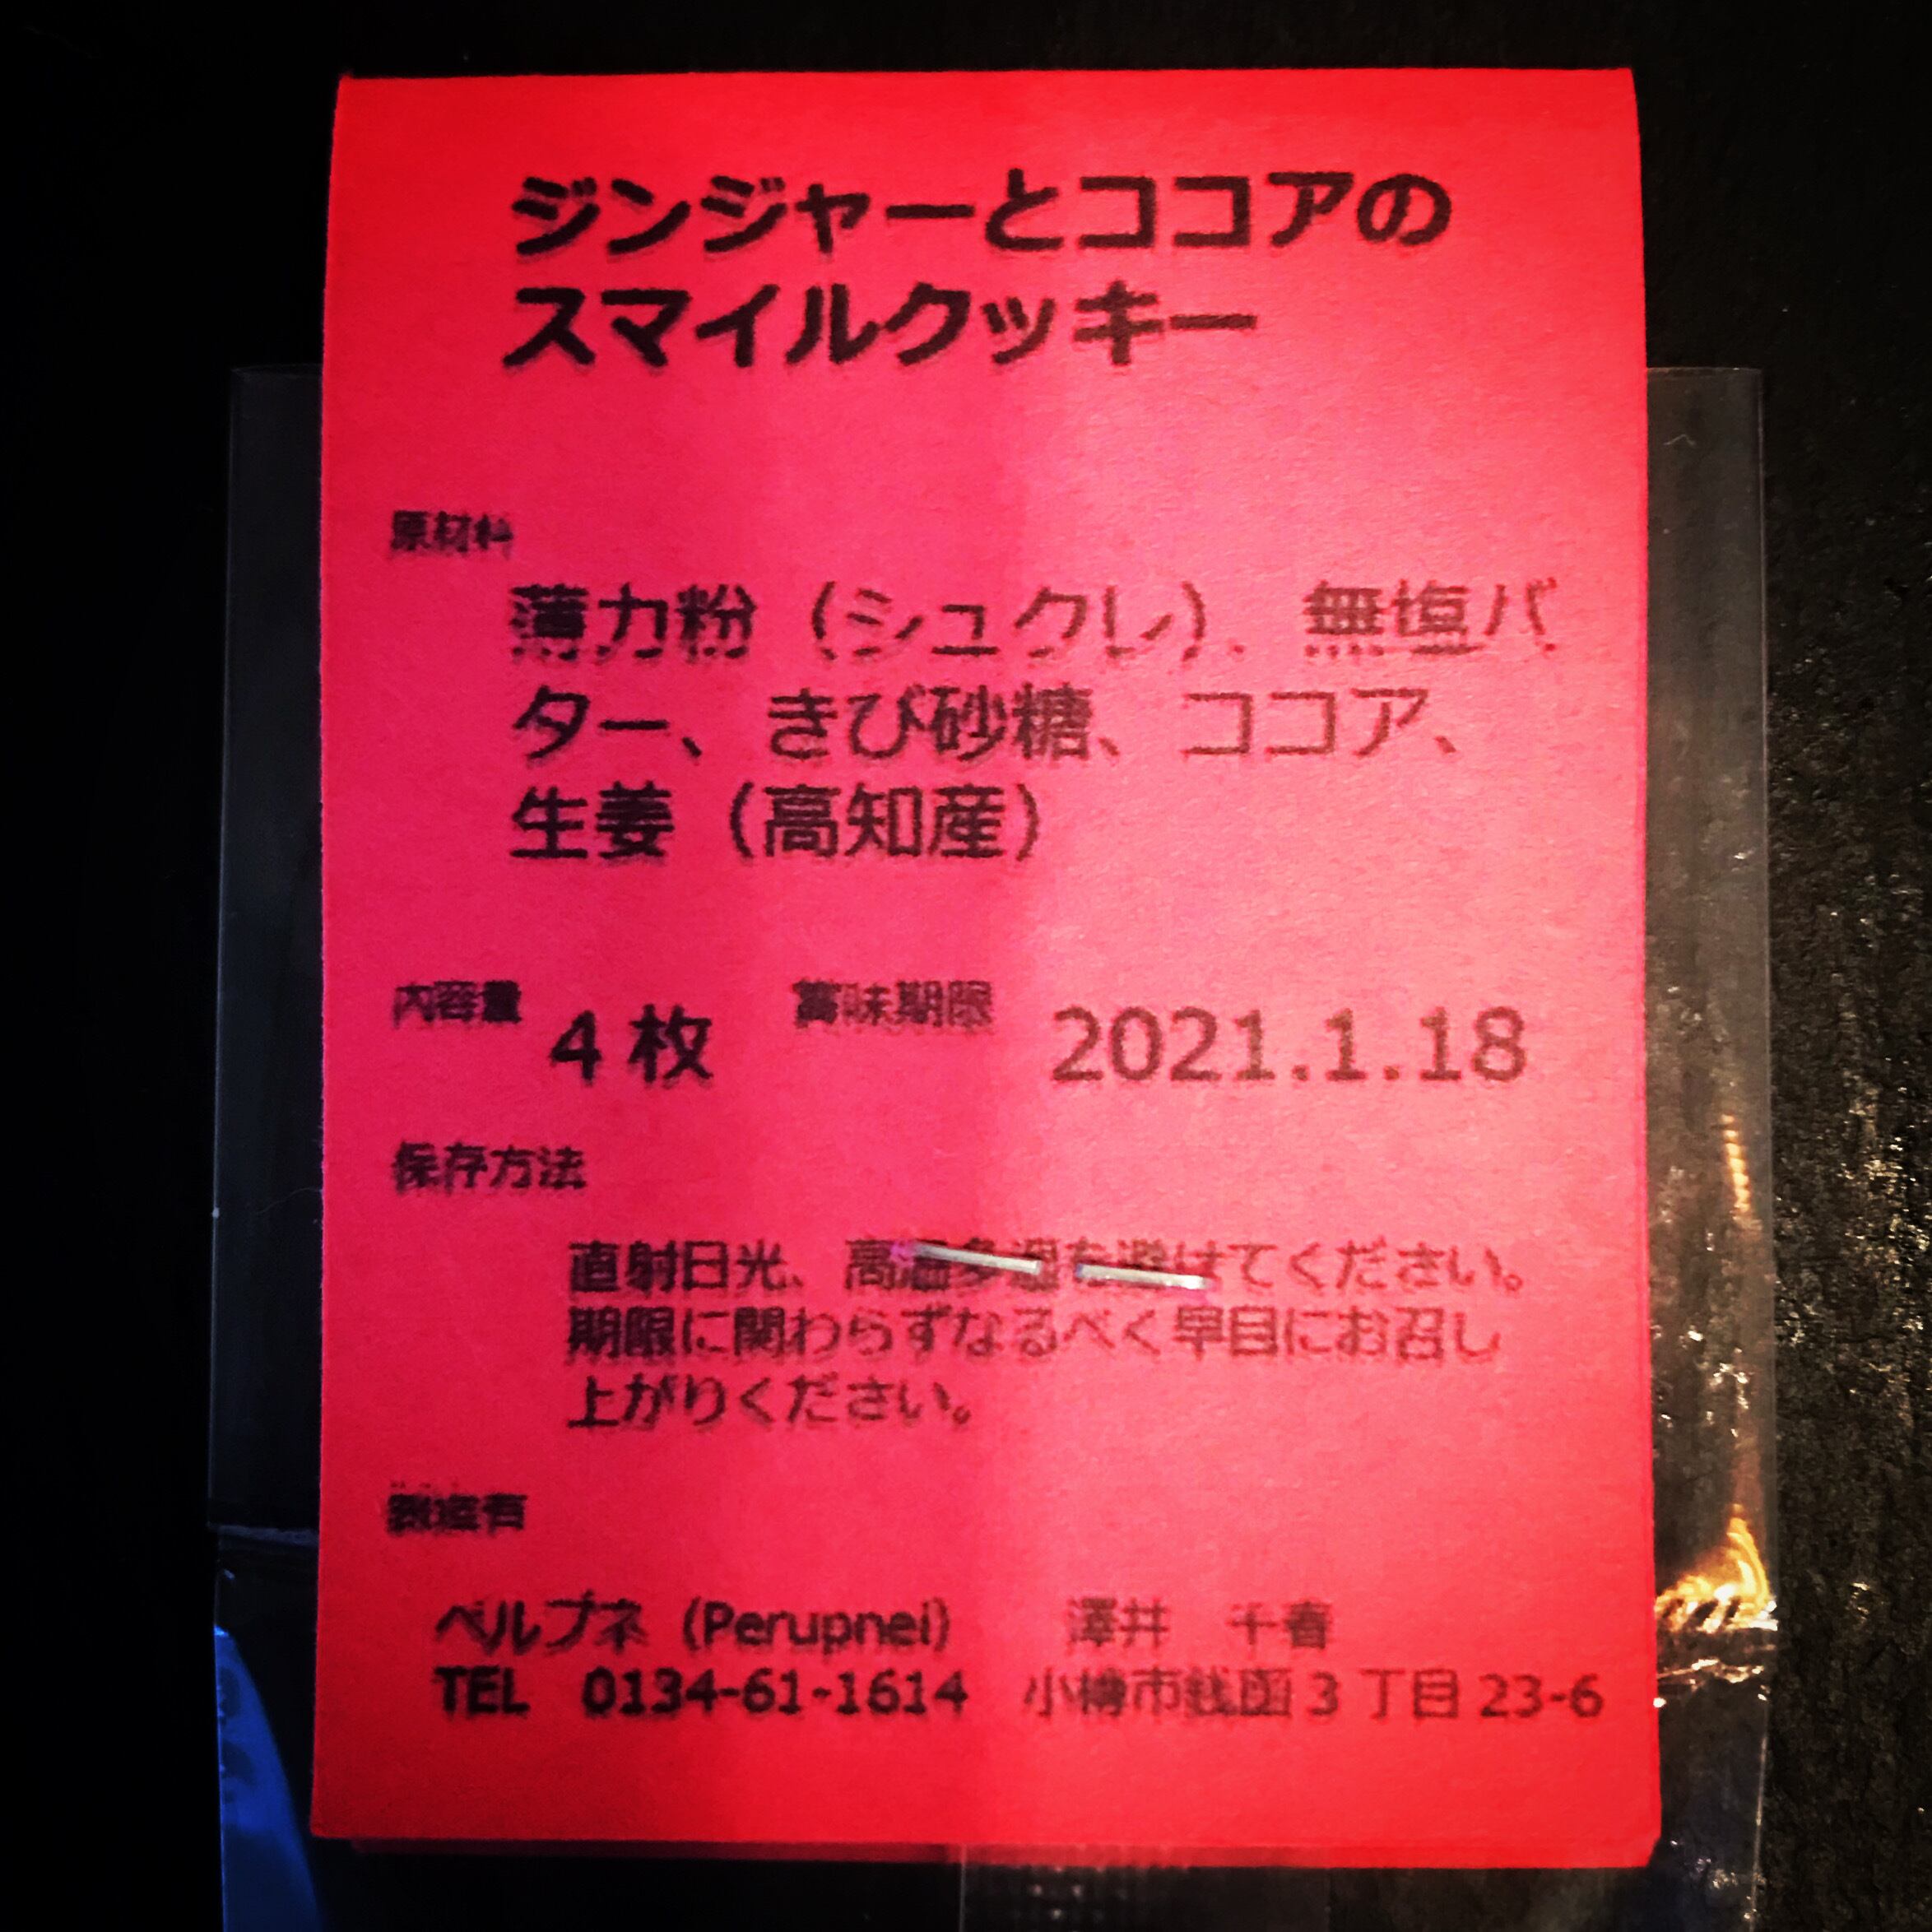 ジンジャーとココアの
スマイルクッキー
原材料
薄力粉（シュクレ）、無塩バ
ター、きび砂糖、ココア、
生姜（高知産）
内容量 4 枚 賞味期限 2021.1.18
保存方法
直射日光、高温多湿を避けてください。
期限に関わらずなるべく早目にお召し
上がりください。
製造者
ペルプネ（Perupnei） 澤井 千春
TEL 0134-61-1614 小樽市銭函 3 丁目 23-6